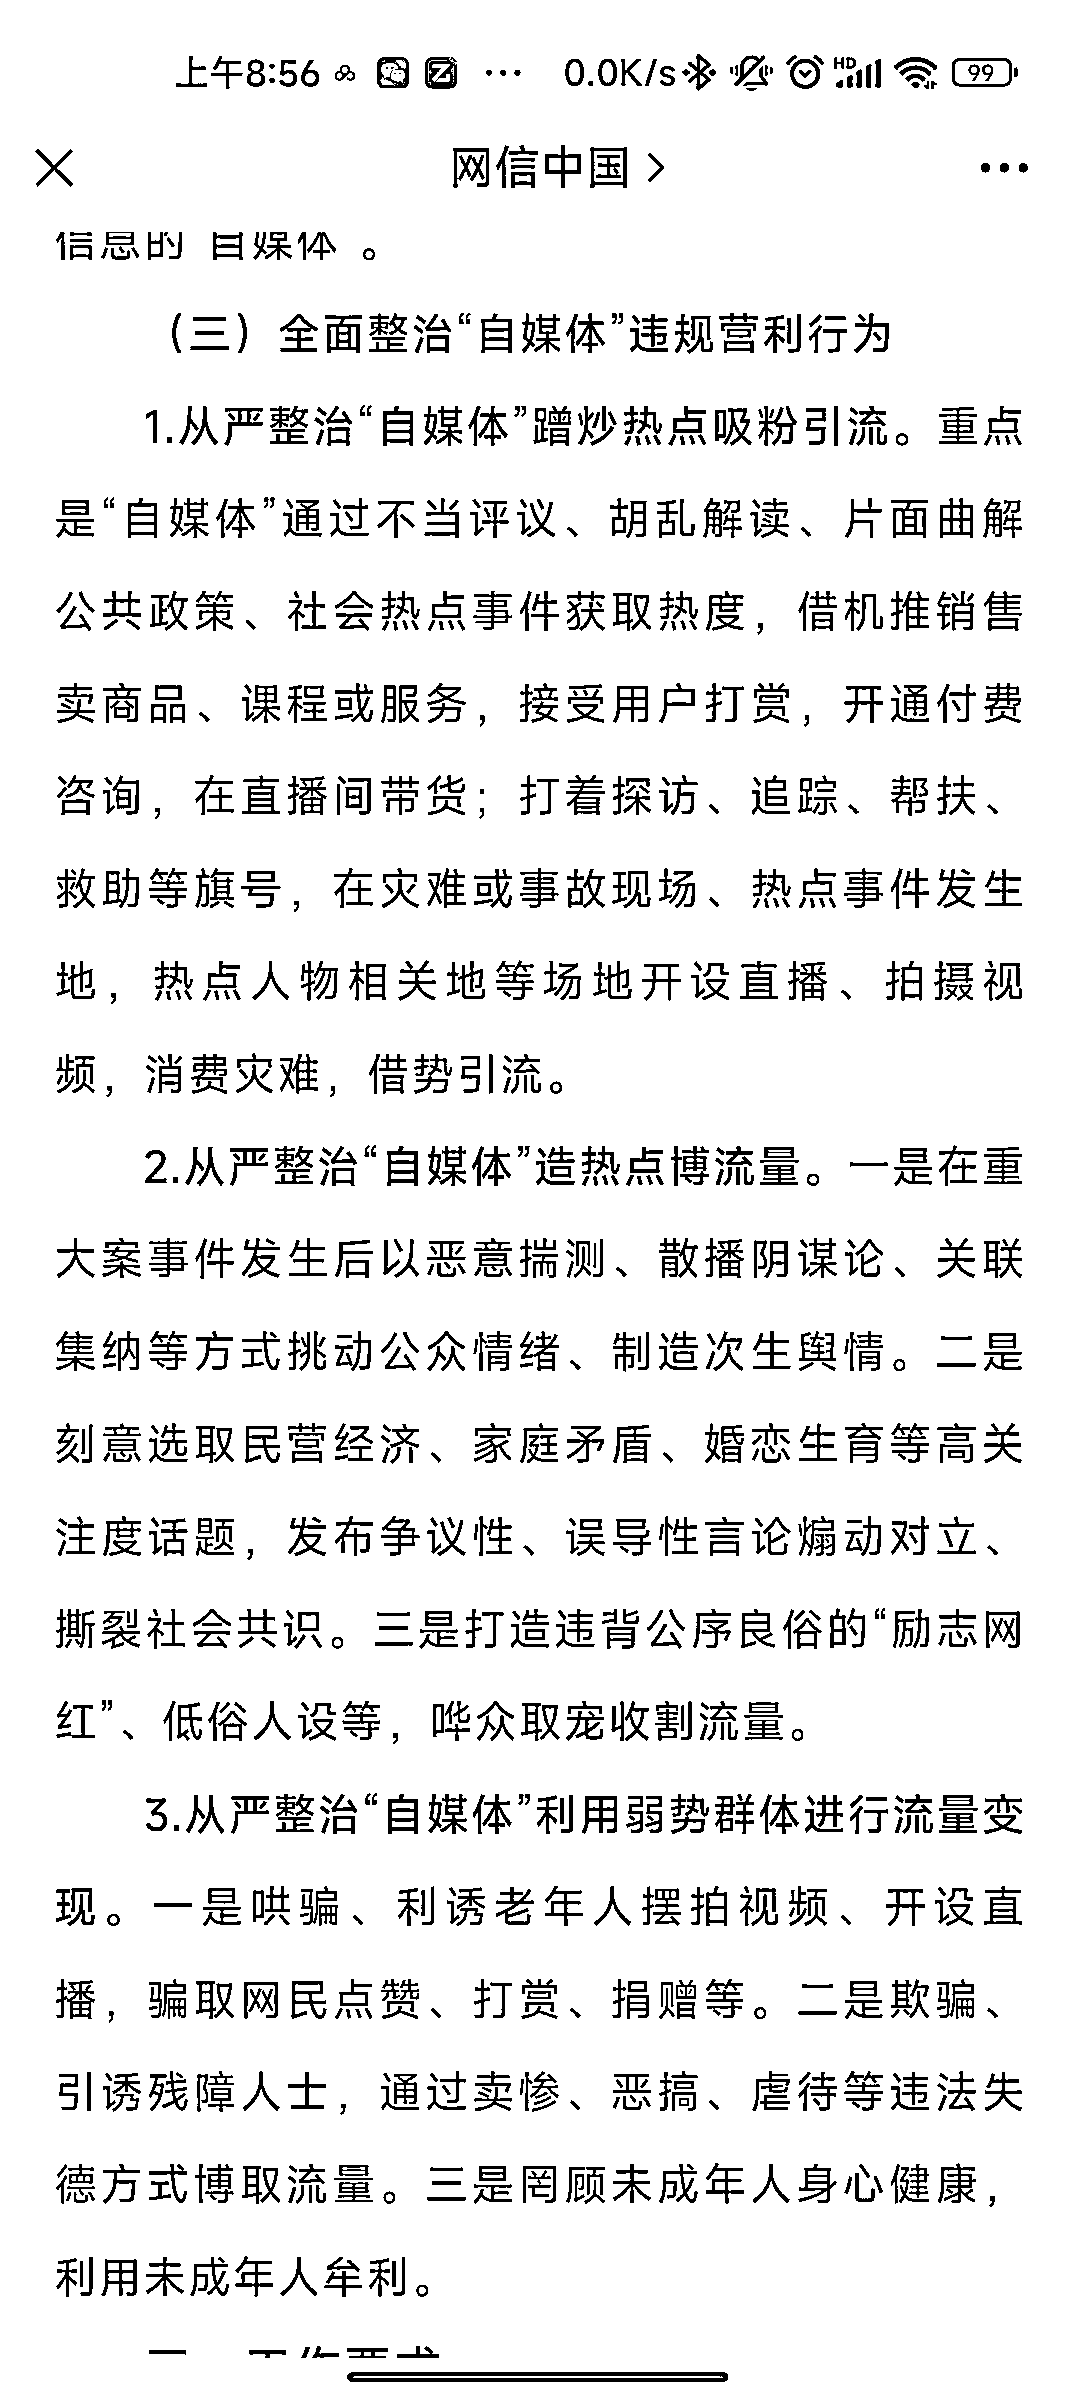 上午8:56 ... 0.0K/s HD 99
网信中国
信息的"自媒体"。
（三）全面整治“自媒体”违规营利行为
1.从严整治“自媒体”蹭炒热点吸粉引流。重点
是“自媒体”通过不当评议、胡乱解读、片面曲解
公共政策、社会热点事件获取热度，借机推销售
卖商品、课程或服务，接受用户打赏，开通付费
咨询，在直播间带货；打着探访、追踪、帮扶、
救助等旗号，在灾难或事故现场、热点事件发生
地，热点人物相关地等场地开设直播、拍摄视
频，消费灾难，借势引流。
2.从严整治“自媒体”造热点博流量。一是在重
大案事件发生后以恶意揣测、散播阴谋论、关联
集纳等方式挑动公众情绪、制造次生舆情。二是
刻意选取民营经济、家庭矛盾、婚恋生育等高关
注度话题，发布争议性、误导性言论煽动对立、
撕裂社会共识。三是打造违背公序良俗的“励志网
红”、低俗人设等，哗众取宠收割流量。
3.从严整治“自媒体”利用弱势群体进行流量变
现。一是哄骗、利诱老年人摆拍视频、开设直
播，骗取网民点赞、打赏、捐赠等。二是欺骗、
引诱残障人士，通过卖惨、恶搞、虐待等违法失
德方式博取流量。三是罔顾未成年人身心健康，
利用未成年人牟利。